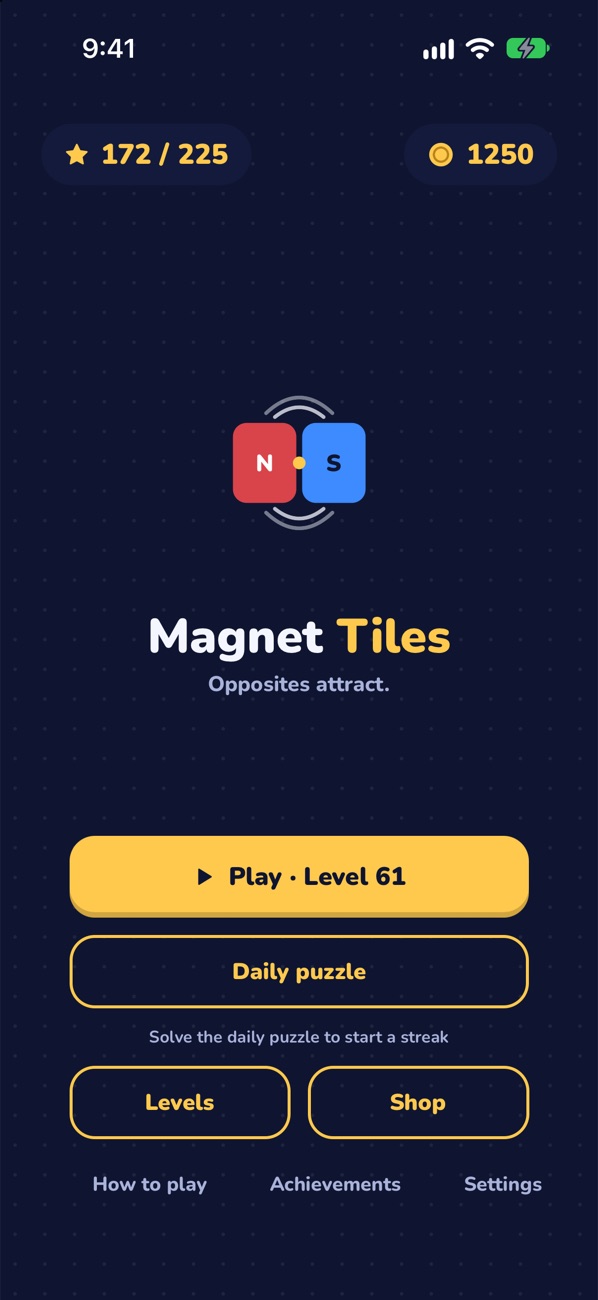 9:41
172 / 225
1250
N S
Magnet Tiles
Opposites attract.
Play · Level 61
Daily puzzle
Solve the daily puzzle to start a streak
Levels
Shop
How to play
Achievements
Settings